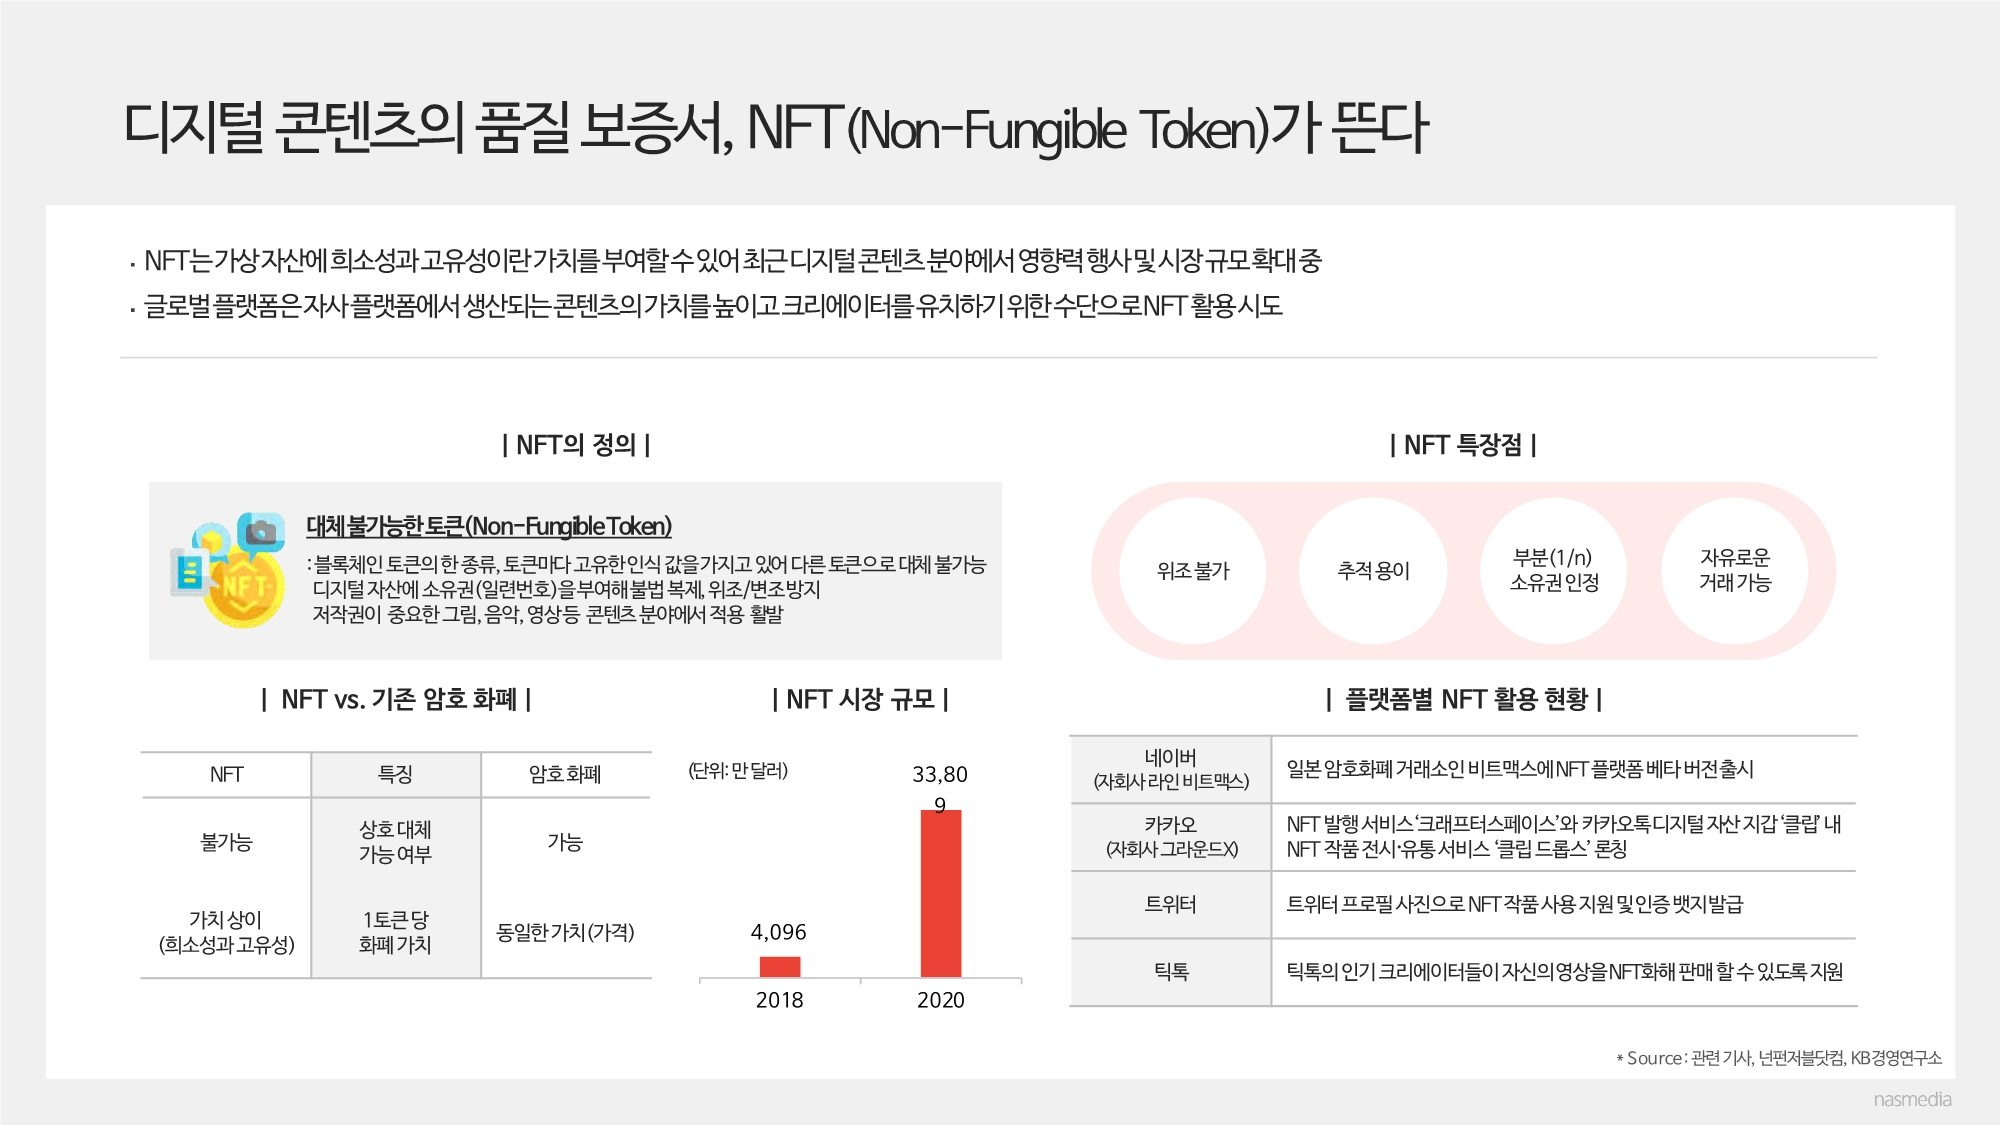 디지털 콘텐츠의 품질 보증서, NFT(Non-Fungible Token)가 뜬다
· NFT는 가상 자산에 희소성과 고유성이란 가치를 부여할 수 있어 최근 디지털 콘텐츠 분야에서 영향력 행사 및 시장 규모 확대 중
· 글로벌 플랫폼은 자사 플랫폼에서 생산되는 콘텐츠의 가치를 높이고 크리에이터를 유치하기 위한 수단으로 NFT 활용 시도
| NFT의 정의 |
NFT
대체 불가능한 토큰(Non-Fungible Token)
: 블록체인 토큰의 한 종류, 토큰마다 고유한 인식 값을 가지고 있어 다른 토큰으로 대체 불가능
디지털 자산에 소유권(일련번호)을 부여해 불법 복제, 위조/변조 방지
저작권이 중요한 그림, 음악, 영상 등 콘텐츠 분야에서 적용 활발
| NFT 특장점 |
위조 불가
추적 용이
부분(1/n)
소유권 인정
자유로운
거래 가능
| NFT vs. 기존 암호 화폐 |
NFT 특징 암호 화폐
불가능
상호 대체
가능 여부
가능
가치 상이
(희소성과 고유성)
1토큰 당
화폐 가치
동일한 가치(가격)
| NFT 시장 규모 |
(단위: 만 달러)
33,80
9
4,096
2018 2020
| 플랫폼별 NFT 활용 현황 |
네이버
(자회사 라인 비트맥스)
일본 암호화폐 거래소인 비트맥스에 NFT 플랫폼 베타 버전 출시
카카오
(자회사 그라운드X)
NFT 발행 서비스 ‘크래프터스페이스’와 카카오톡 디지털 자산 지갑 ‘클립’ 내
NFT 작품 전시·유통 서비스 ‘클립 드롭스’ 론칭
트위터
트위터 프로필 사진으로 NFT 작품 사용 지원 및 인증 뱃지 발급
틱톡
틱톡의 인기 크리에이터들이 자신의 영상을 NFT화해 판매 할 수 있도록 지원
* Source : 관련 기사, 넌펀저블닷컴, KB경영연구소
nasmedia